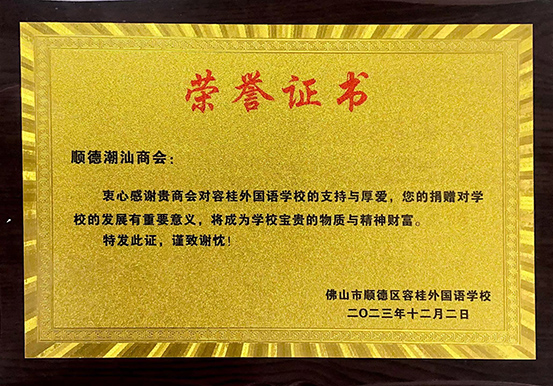 荣誉证书
顺德潮汕商会：
衷心感谢贵商会对容桂外国语学校的支持与厚爱，您的捐赠对学
校的发展有重要意义，将成为学校宝贵的物质与精神财富。
特发此证，谨致谢忱！
佛山市顺德区容桂外国语学校
二〇二三年十二月二日